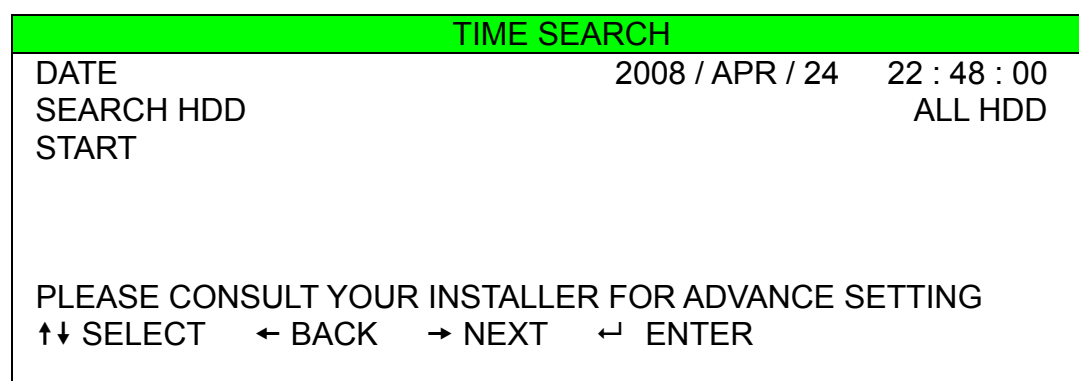 TIME SEARCH
DATE 2008 / APR / 24 22 : 48 : 00
SEARCH HDD ALL HDD
START
PLEASE CONSULT YOUR INSTALLER FOR ADVANCE SETTING
↑↓ SELECT ← BACK → NEXT ↵ ENTER